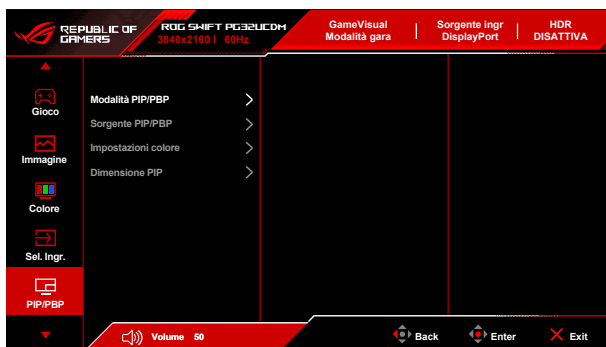 REPUBLIC OF
GAMERS
ROG SWIFT PG32UCDM
3840x2160 | 60Hz
GameVisual
Modalità gara
Sorgente ingr
DisplayPort
HDR
DISATTIVA
Gioco
Immagine
Colore
Sel. Ingr.
PIP/PBP
Modalità PIP/PBP
Sorgente PIP/PBP
Impostazioni colore
Dimensione PIP
Volume 50
Back
Enter
Exit